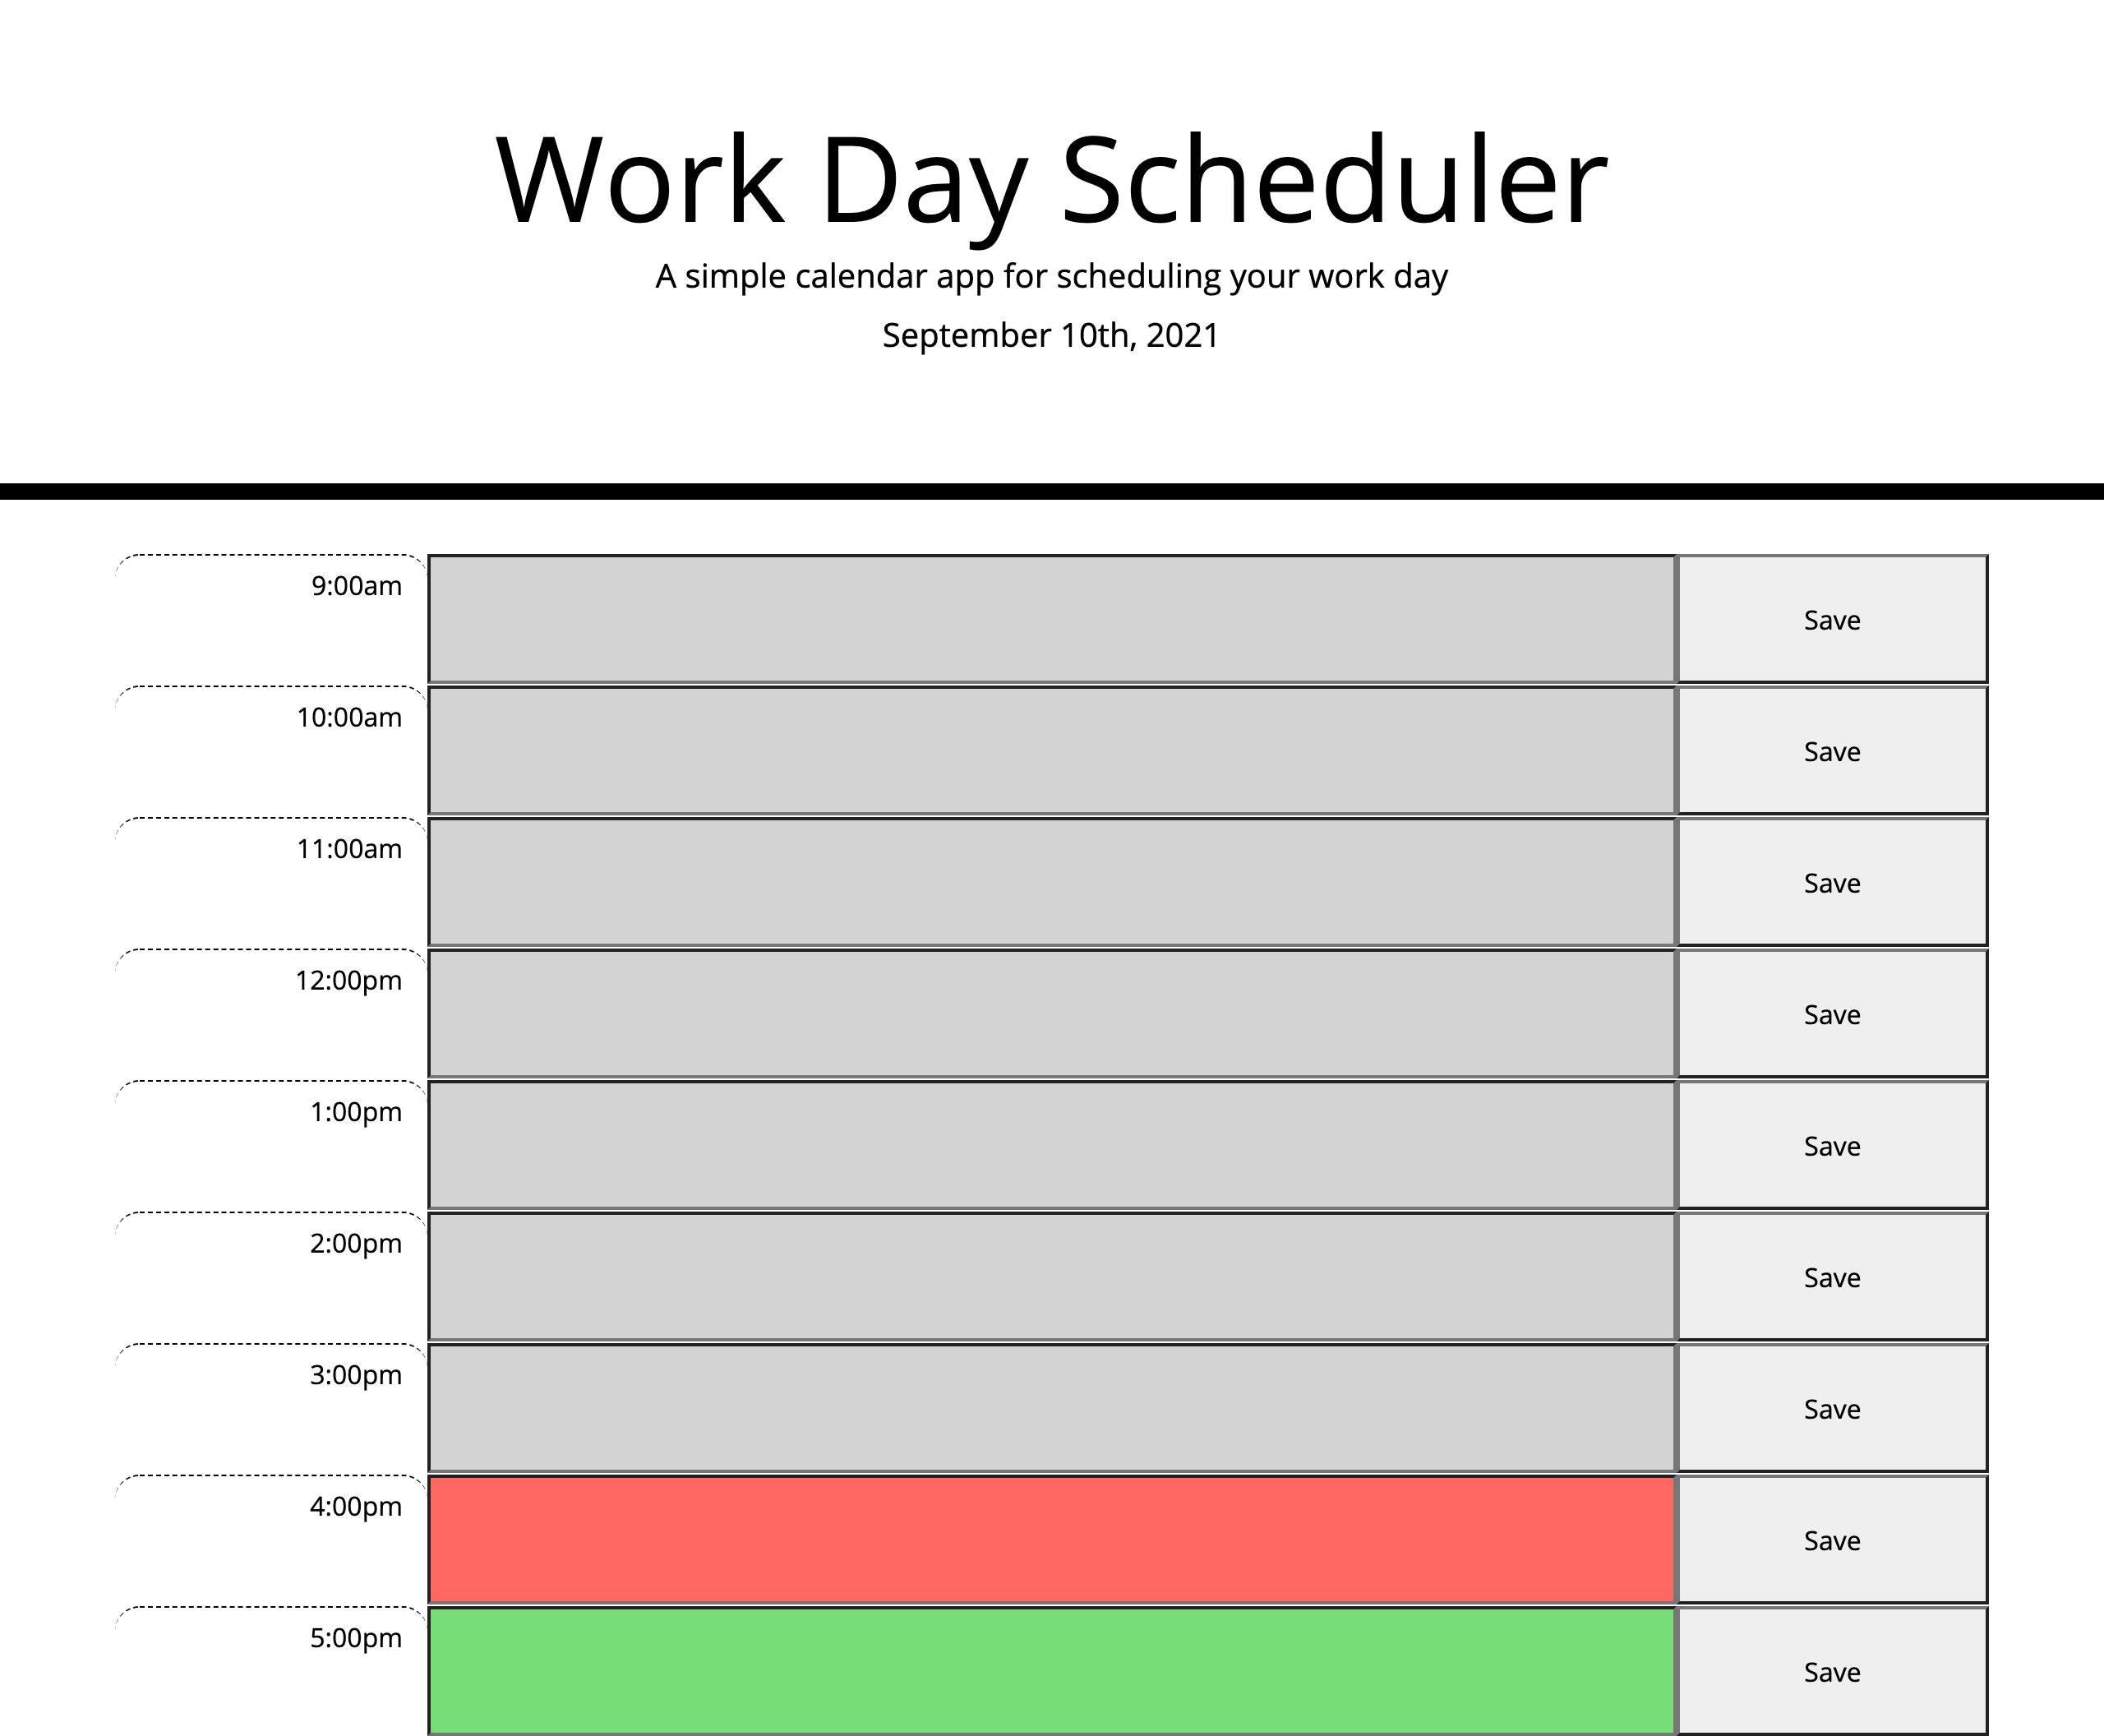 Work Day Scheduler
A simple calendar app for scheduling your work day
September 10th, 2021
9:00am Save
10:00am Save
11:00am Save
12:00pm Save
1:00pm Save
2:00pm Save
3:00pm Save
4:00pm Save
5:00pm Save